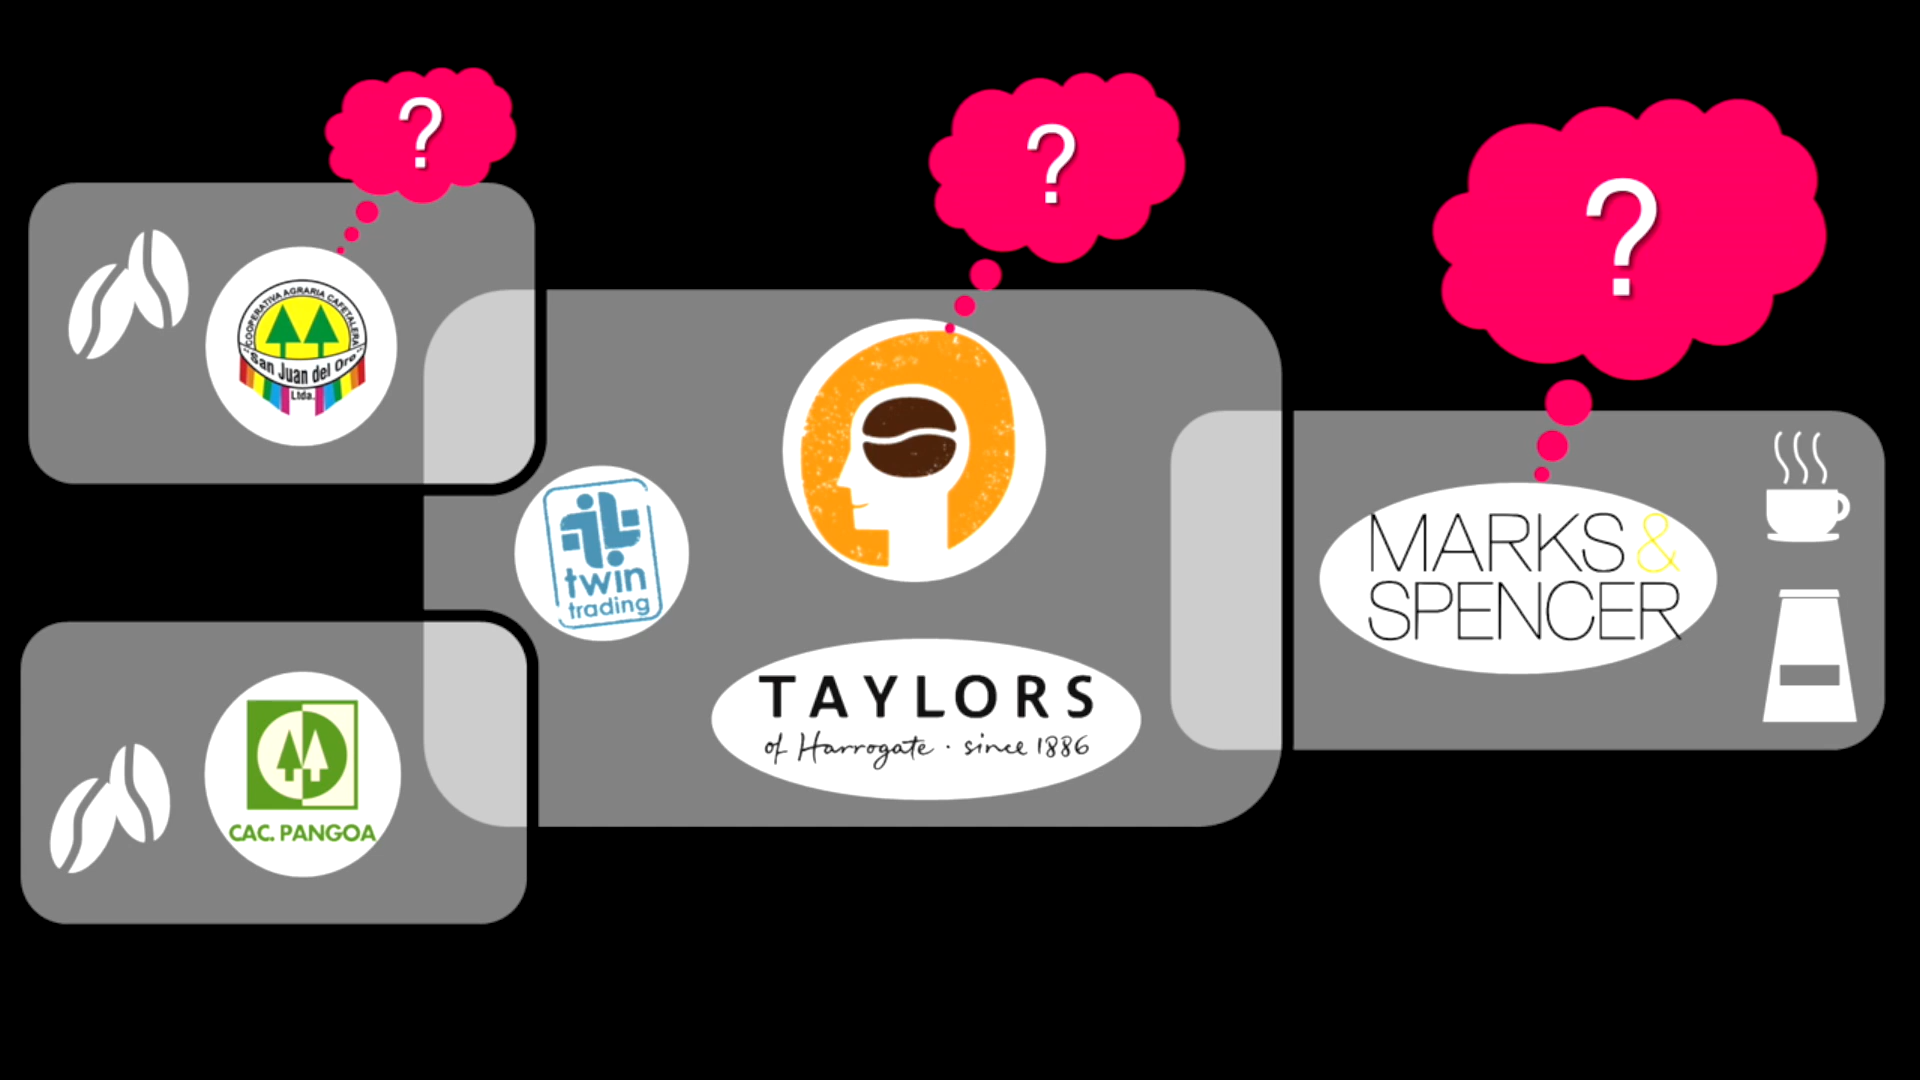 ?
?
?
COOPERATIVA AGRARIA CAFETALERA
"San Juan del Oro"
Ltda.
twin
trading
TAYLORS
of Harrogate · since 1886
MARKS &
SPENCER
CAC. PANGOA